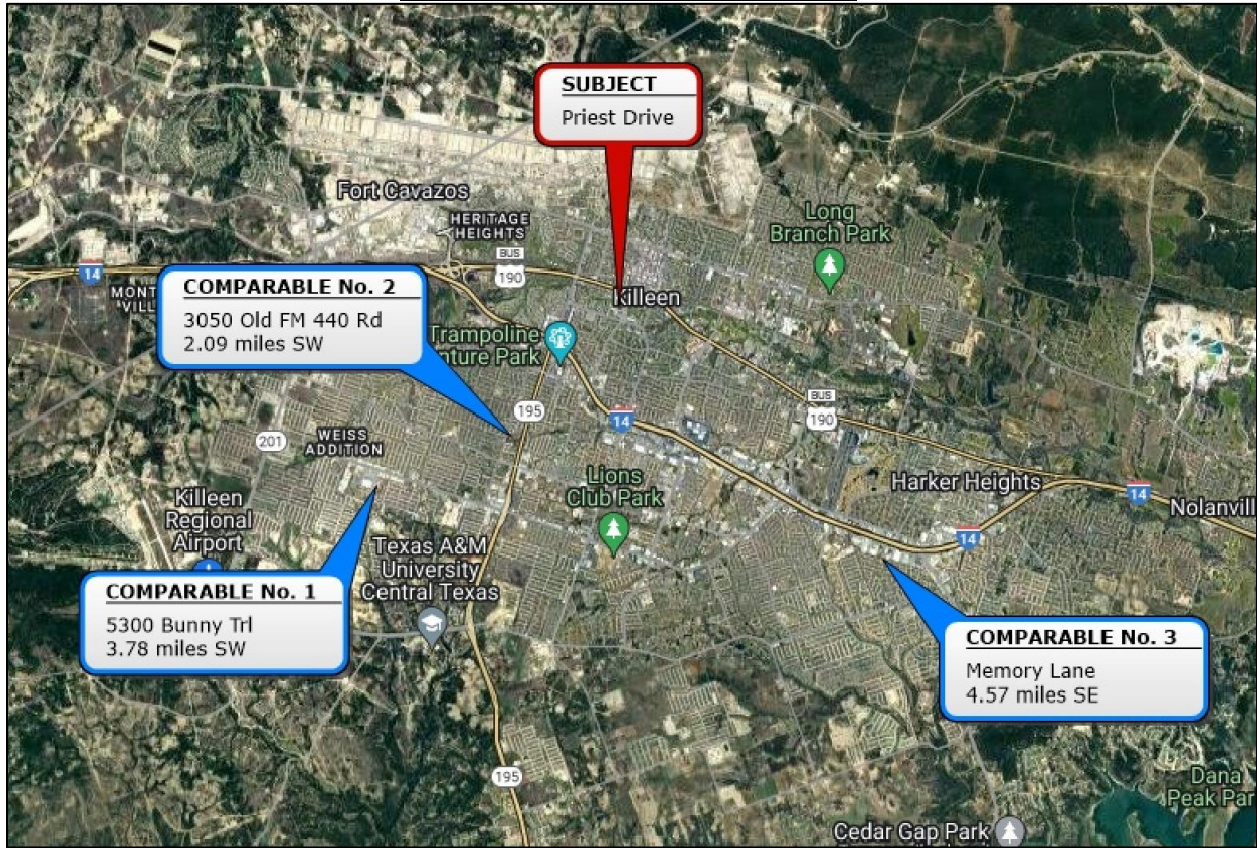 SUBJECT
Priest Drive
Fort Cavazos
HERITAGE
HEIGHTS
Long
Branch Park
BUS
190
14
MONT
VILL
COMPARABLE No. 2
3050 Old FM 440 Rd
2.09 miles SW
Killeen
Trampoline
nture Park
195
14
BUS
190
201
WEISS
ADDITION
Lions
Club Park
Harker Heights
14
Nolanvill
14
Killeen
Regional
Airport
Texas A&M
University
Central Texas
COMPARABLE No. 1
5300 Bunny Trl
3.78 miles SW
COMPARABLE No. 3
Memory Lane
4.57 miles SE
195
Dana
Peak Par
Cedar Gap Park